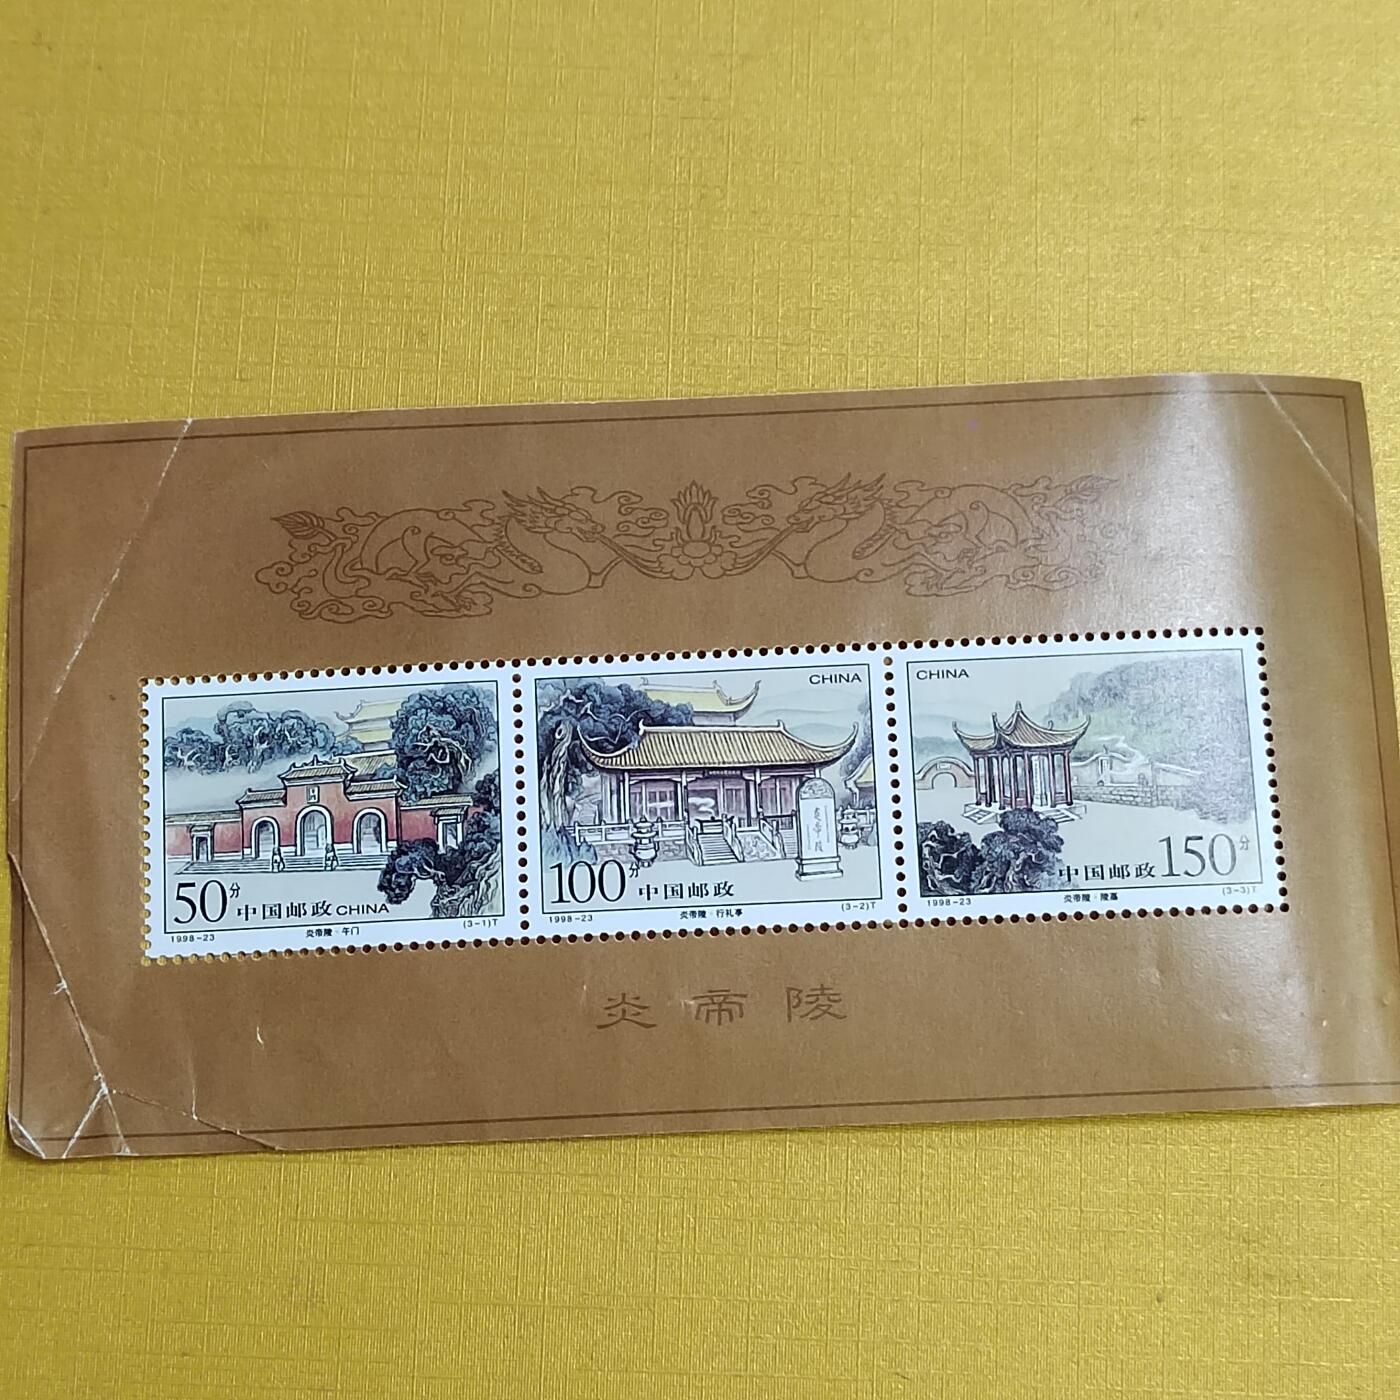 50分 中国邮政 CHINA
1998-23 炎帝陵·午门 (3-1)T
CHINA
炎帝陵
100分 中国邮政
1998-23 炎帝陵·行礼亭 (3-2)T
CHINA
中国邮政 150分
1998-23 炎帝陵·陵墓 (3-3)T
炎帝陵